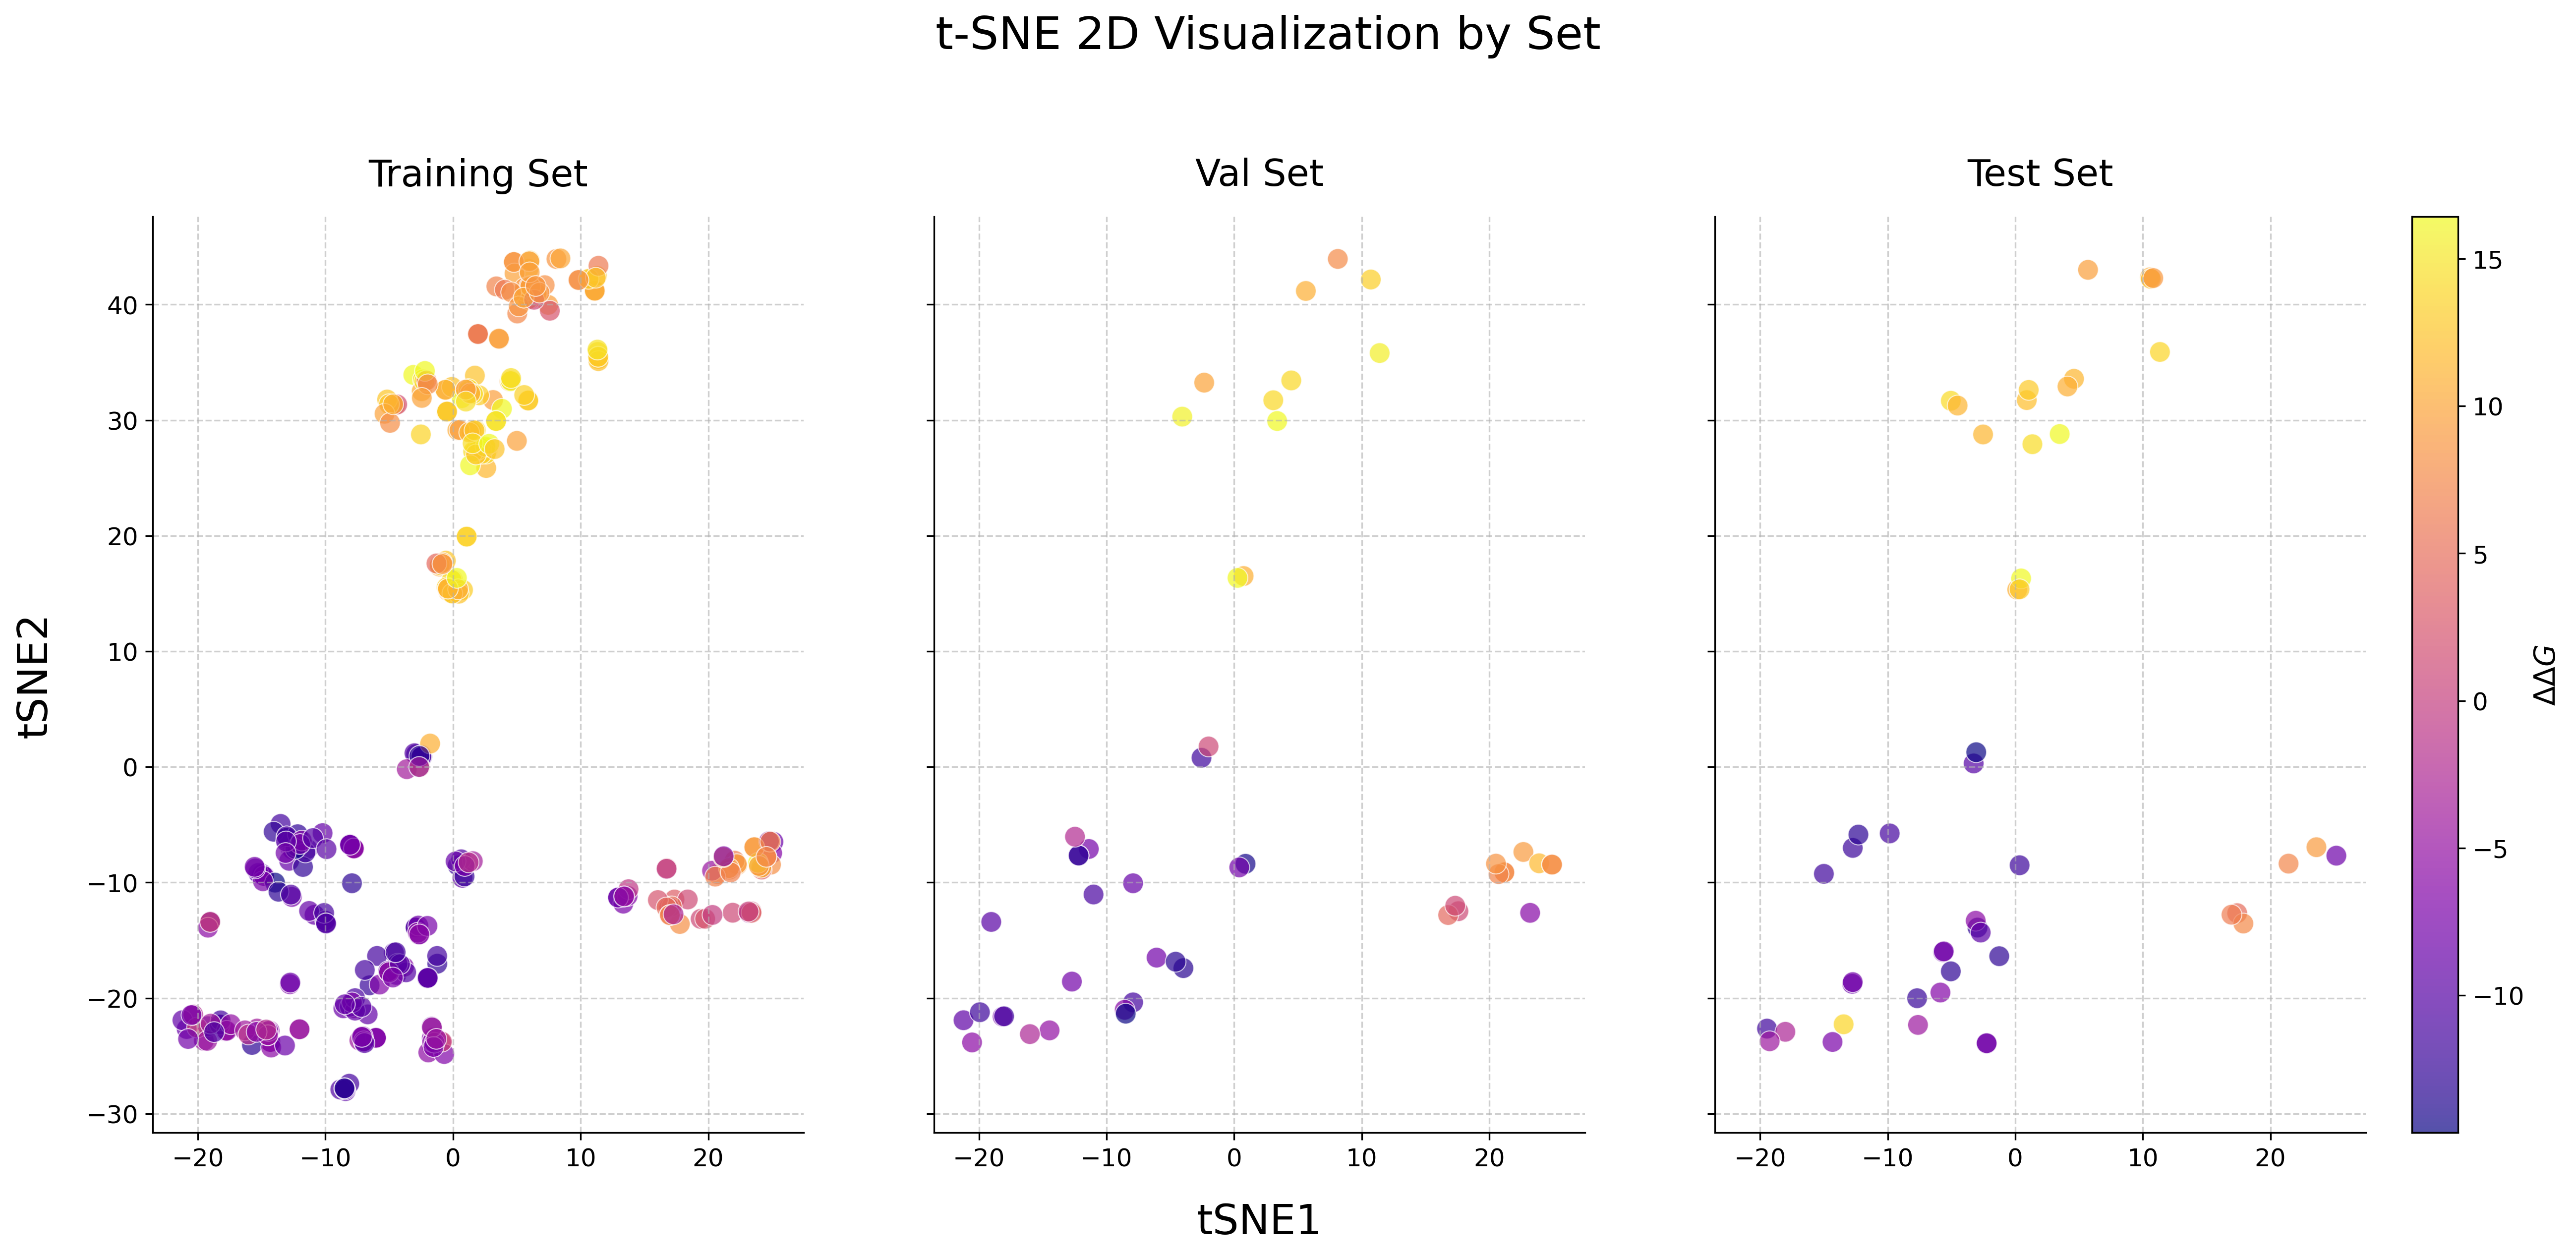 t-SNE 2D Visualization by Set
Training Set
Val Set
Test Set
40
30
20
10
0
−10
−20
−30
tSNE2
−20 −10 0 10 20
−20 −10 0 10 20
−20 −10 0 10 20
tSNE1
15
10
5
0
−5
−10
ΔΔG